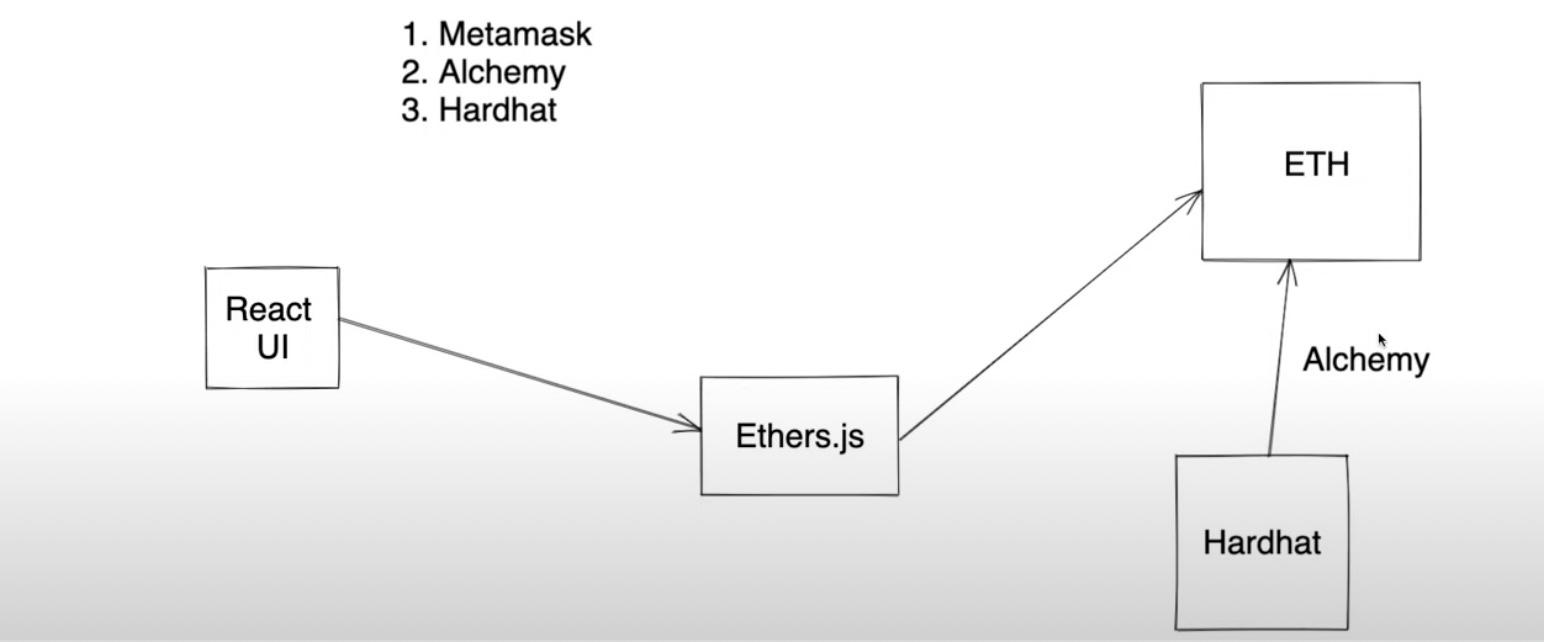 1. Metamask
2. Alchemy
3. Hardhat
ETH
React
UI
Alchemy
Ethers.js
Hardhat